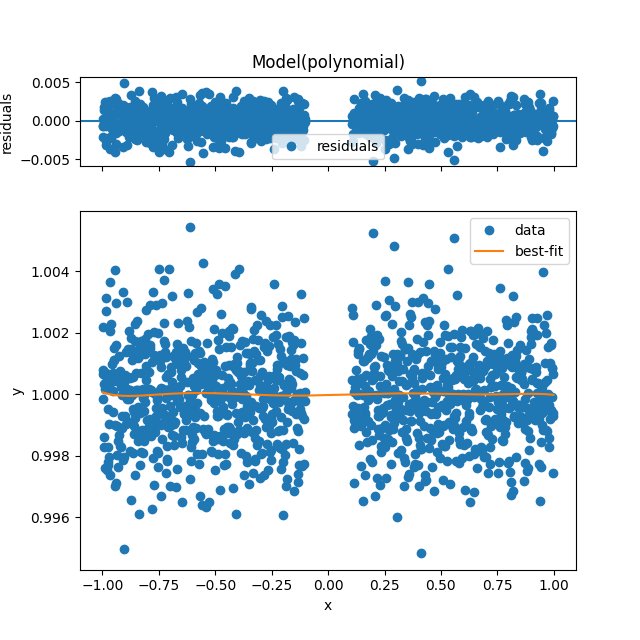 Model(polynomial)
residuals
0.005
0.000
−0.005
residuals
y
1.004
1.002
1.000
0.998
0.996
data
best-fit
−1.00 −0.75 −0.50 −0.25 0.00 0.25 0.50 0.75 1.00
x